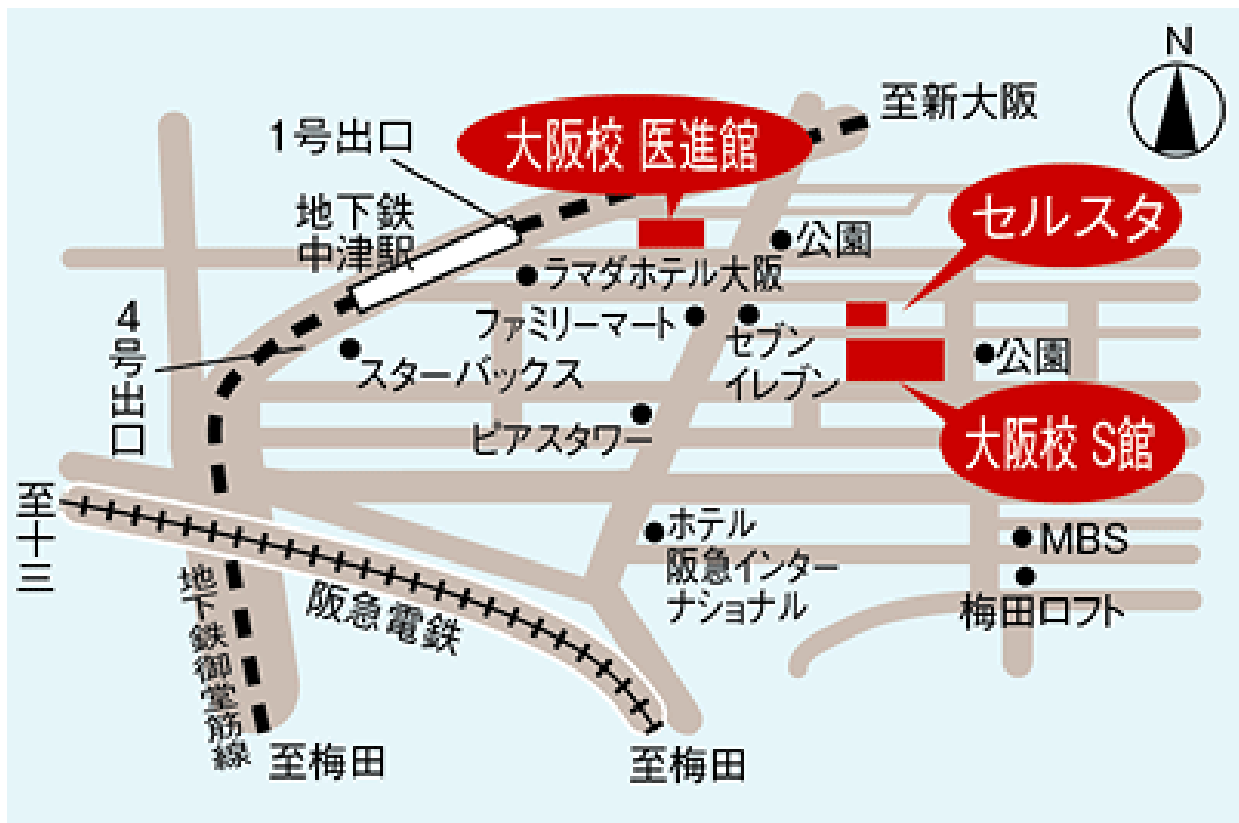 N
至新大阪
1号出口
大阪校 医進館
地下鉄
中津駅
セルスタ
公園
ラマダホテル大阪
ファミリーマート
セブン
イレブン
4号出口
スターバックス
公園
ピアスタワー
大阪校 S館
至十三
ホテル
阪急インター
ナショナル
MBS
梅田ロフト
地下鉄御堂筋線
阪急電鉄
至梅田
至梅田